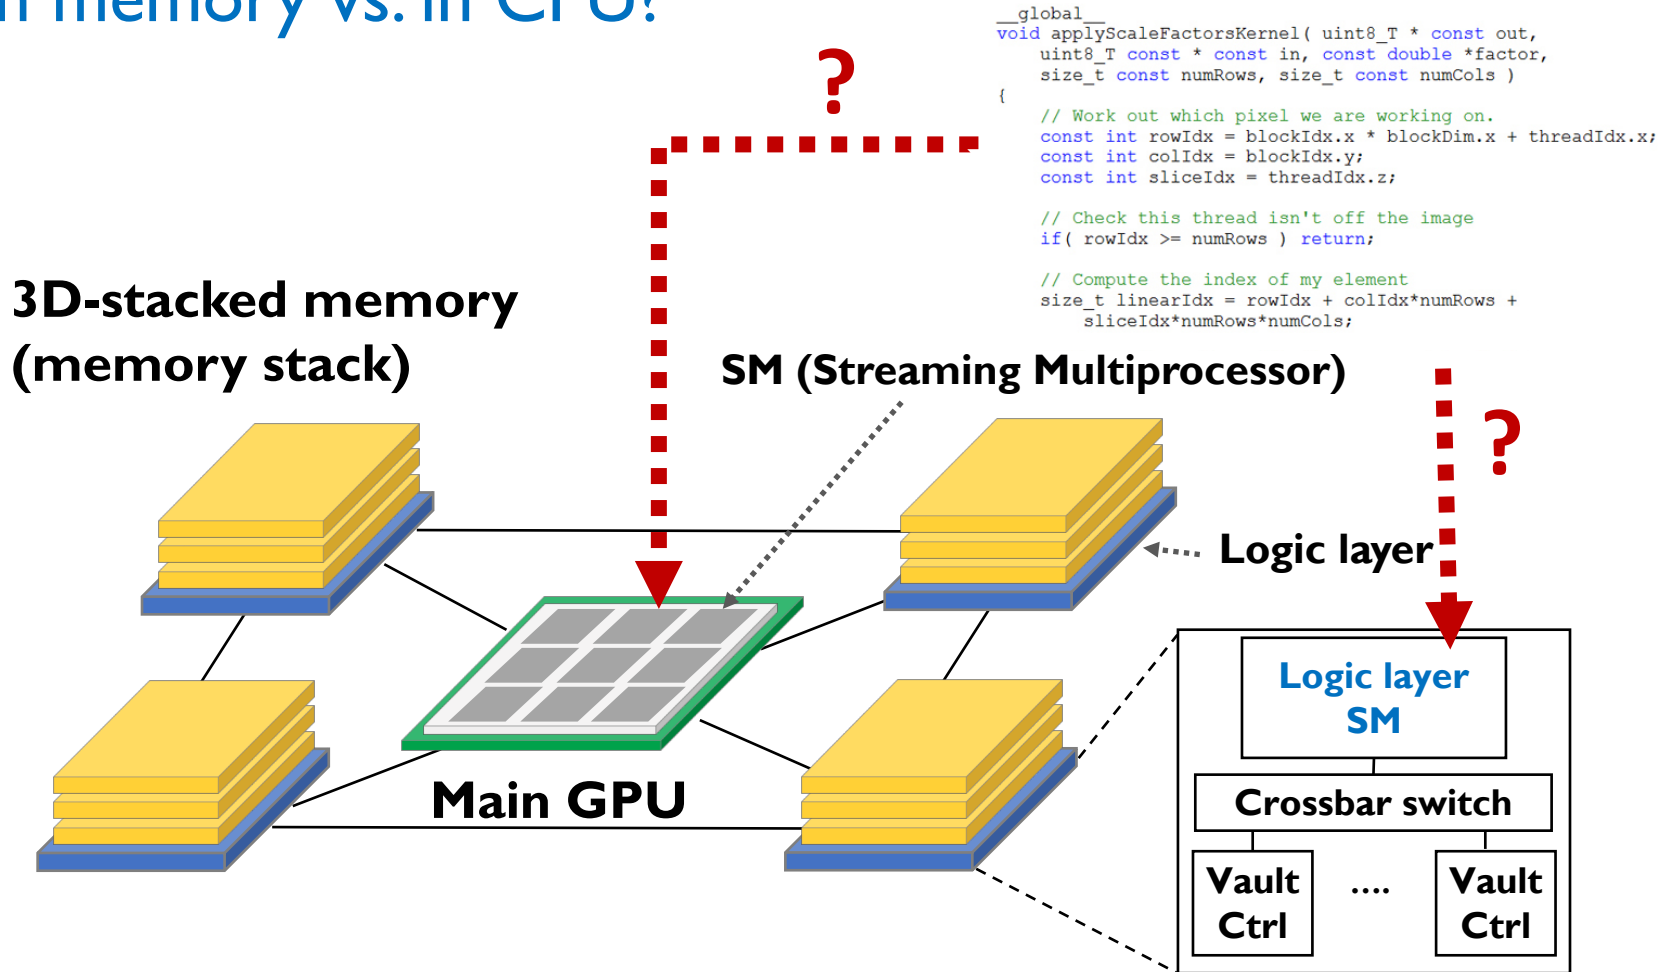 in memory vs. in CPU?
?
__global__
void applyScaleFactorsKernel( uint8_T * const out,
uint8_T const * const in, const double *factor,
size_t const numRows, size_t const numCols )
{
// Work out which pixel we are working on.
const int rowIdx = blockIdx.x * blockDim.x + threadIdx.x;
const int colIdx = blockIdx.y;
const int sliceIdx = threadIdx.z;
// Check this thread isn't off the image
if( rowIdx >= numRows ) return;
// Compute the index of my element
size_t linearIdx = rowIdx + colIdx*numRows +
sliceIdx*numRows*numCols;
3D-stacked memory
(memory stack)
SM (Streaming Multiprocessor)
?
Logic layer
Main GPU
Logic layer
SM
Crossbar switch
Vault
Ctrl
....
Vault
Ctrl